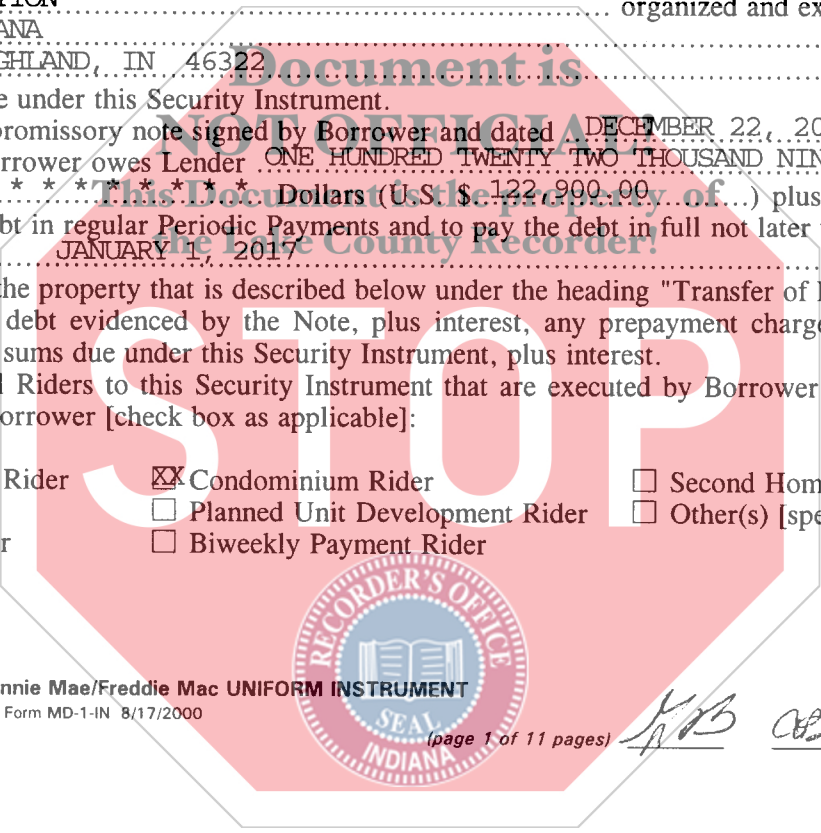 TION organized and ex
ANA
GHLAND, IN 46322
Document is
e under this Security Instrument.
NOT OFFICIAL!
promissory note signed by Borrower and dated DECEMBER 22, 20
rrower owes Lender ONE HUNDRED TWENTY TWO THOUSAND NIN
This Document is the property of
* * * * * * * * * Dollars (U.S. $ 122,900.00 ) plus
bt in regular Periodic Payments and to pay the debt in full not later
the Lake County Recorder!
JANUARY 1, 2017
the property that is described below under the heading "Transfer of
debt evidenced by the Note, plus interest, any prepayment charge
sums due under this Security Instrument, plus interest.
Riders to this Security Instrument that are executed by Borrower
orrower [check box as applicable]:
STOP
Rider XX Condominium Rider ☐ Second Hom
☐ Planned Unit Development Rider ☐ Other(s) [spe
r ☐ Biweekly Payment Rider
RECORDER'S OFFICE
SEAL
INDIANA
nnie Mae/Freddie Mac UNIFORM INSTRUMENT
Form MD-1-IN 8/17/2000
(page 1 of 11 pages)